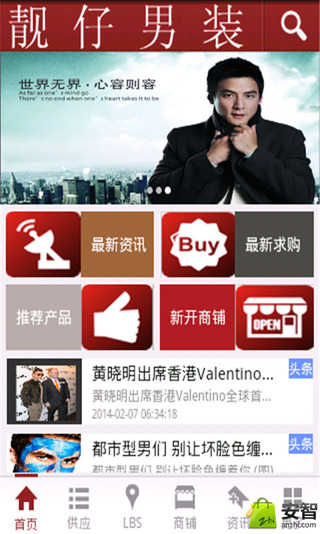 靓仔男装
世界无界·心容则容
As far as one's mind go
There's no end when one's heart takes it to be
最新资讯
Buy
最新求购
推荐产品
新开商铺
OPEN
黄晓明出席香港Valentino...
头条
黄晓明出席香港Valentino全球首...
2014-02-07 06:34:18
都市型男们 别让坏脸色缠...
头条
都市型男们 别让坏脸色缠着你 (图)
首页
供应
LBS
商铺
资讯
安智
anzhi.com